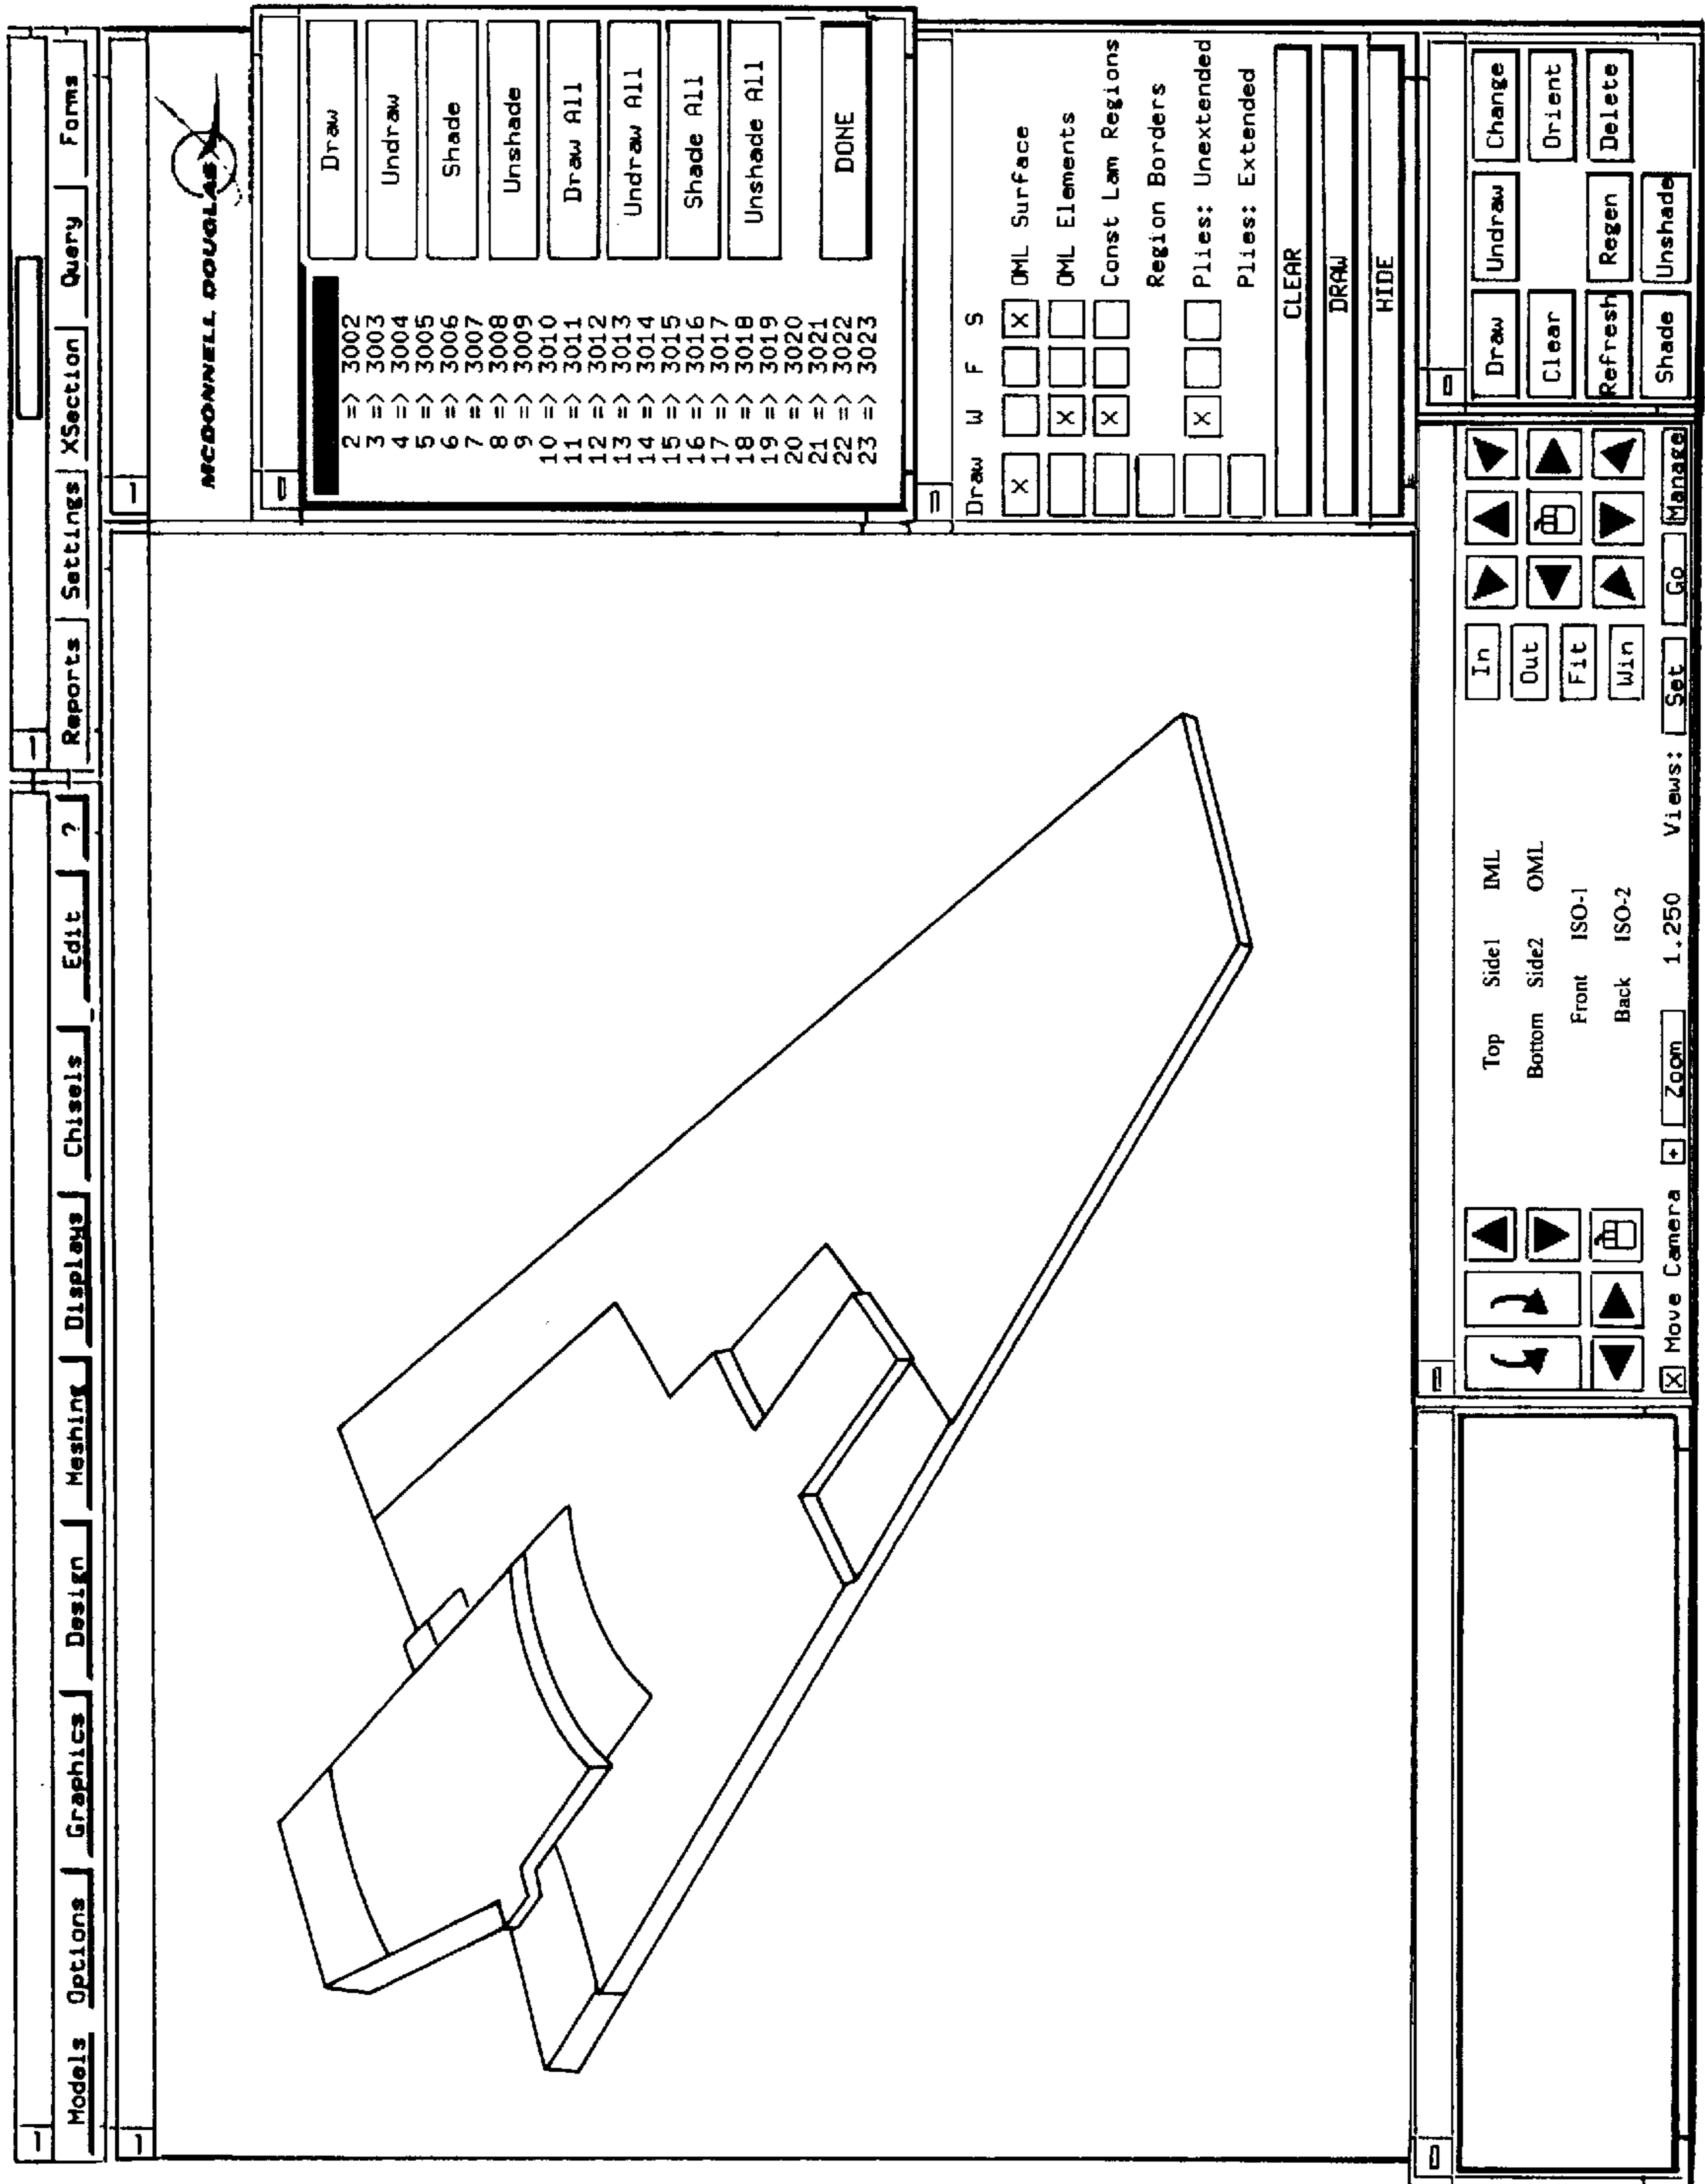 Models Options Graphics Design Meshing Displays Chisels Edit ?
Reports Settings XSection Query Forms
MCDONNELL DOUGLAS
2 => 3002
3 => 3003
4 => 3004
5 => 3005
6 => 3006
7 => 3007
8 => 3008
9 => 3009
10 => 3010
11 => 3011
12 => 3012
13 => 3013
14 => 3014
15 => 3015
16 => 3016
17 => 3017
18 => 3018
19 => 3019
20 => 3020
21 => 3021
22 => 3022
23 => 3023
Draw
Undraw
Shade
Unshade
Draw All
Undraw All
Shade All
Unshade All
DONE
Draw W F S
X X OML Surface
X OML Elements
X Const Lam Regions
Region Borders
X Plies: Unextended
Plies: Extended
CLEAR
DRAW
HIDE
Top Side1 IML
Bottom Side2 OML
Front ISO-1
Back ISO-2
In
Out
Fit
Win
X Move Camera + Zoom 1.250 Views: Set Go Manage
Draw Undraw Change
Clear Orient
Refresh Regen Delete
Shade Unshade